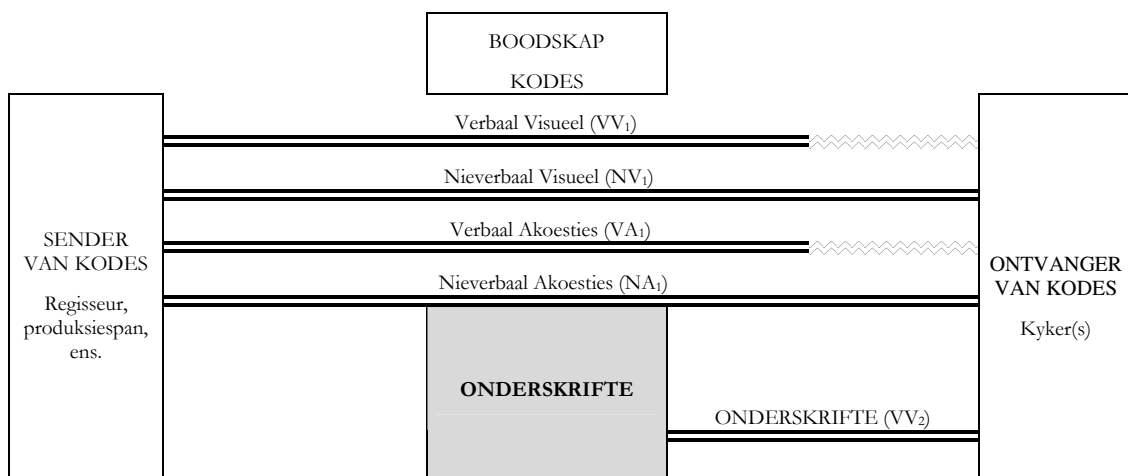 BOODSKAP
KODES
Verbaal Visueel (VV₁)
Nieverbaal Visueel (NV₁)
Verbaal Akoesties (VA₁)
Nieverbaal Akoesties (NA₁)
SENDER
VAN KODES
Regisseur,
produksiespan,
ens.
ONTVANGER
VAN KODES
Kyker(s)
ONDERSKRIFTE
ONDERSKRIFTE (VV₂)